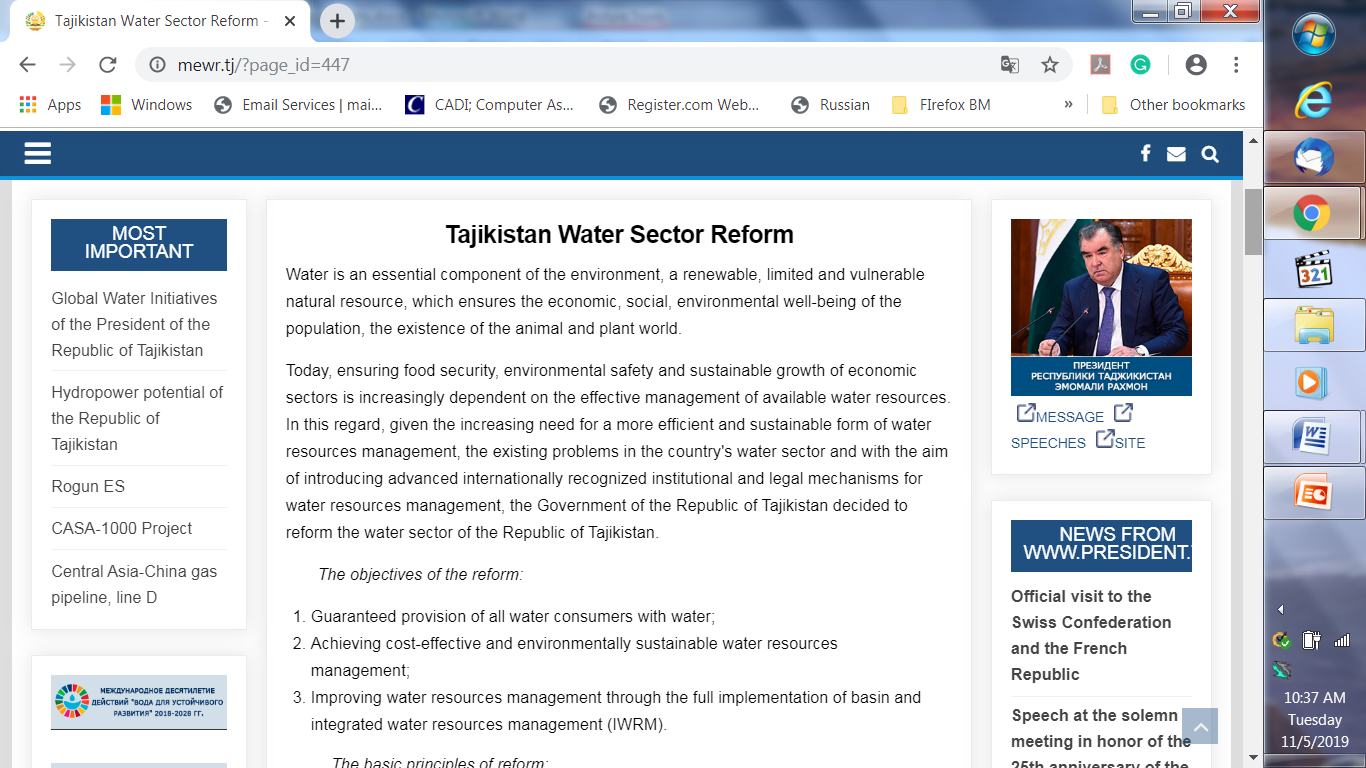 Tajikistan Water Sector Reform -
mewr.tj/?page_id=447
Apps
Windows
Email Services | mai...
CADI; Computer As...
Register.com Web...
Russian
FIrefox BM
»
Other bookmarks
MOST
IMPORTANT
Global Water Initiatives
of the President of the
Republic of Tajikistan
Hydropower potential of
the Republic of
Tajikistan
Rogun ES
CASA-1000 Project
Central Asia-China gas
pipeline, line D
МЕЖДУНАРОДНОЕ ДЕСЯТИЛЕТИЕ
ДЕЙСТВИЙ "ВОДА ДЛЯ УСТОЙЧИВОГО
РАЗВИТИЯ" 2018-2028 ГГ.
Tajikistan Water Sector Reform
Water is an essential component of the environment, a renewable, limited and vulnerable
natural resource, which ensures the economic, social, environmental well-being of the
population, the existence of the animal and plant world.
Today, ensuring food security, environmental safety and sustainable growth of economic
sectors is increasingly dependent on the effective management of available water resources.
In this regard, given the increasing need for a more efficient and sustainable form of water
resources management, the existing problems in the country's water sector and with the aim
of introducing advanced internationally recognized institutional and legal mechanisms for
water resources management, the Government of the Republic of Tajikistan decided to
reform the water sector of the Republic of Tajikistan.
The objectives of the reform:
1. Guaranteed provision of all water consumers with water;
2. Achieving cost-effective and environmentally sustainable water resources
management;
3. Improving water resources management through the full implementation of basin and
integrated water resources management (IWRM).
The basic principles of reform:
ПРЕЗИДЕНТ
РЕСПУБЛИКИ ТАДЖИКИСТАН
ЭМОМАЛИ РАХМОН
MESSAGE
SPEECHES SITE
NEWS FROM
WWW.PRESIDENT.
Official visit to the
Swiss Confederation
and the French
Republic
Speech at the solemn
meeting in honor of the
25th anniversary of the
321
10:37 AM
Tuesday
11/5/2019